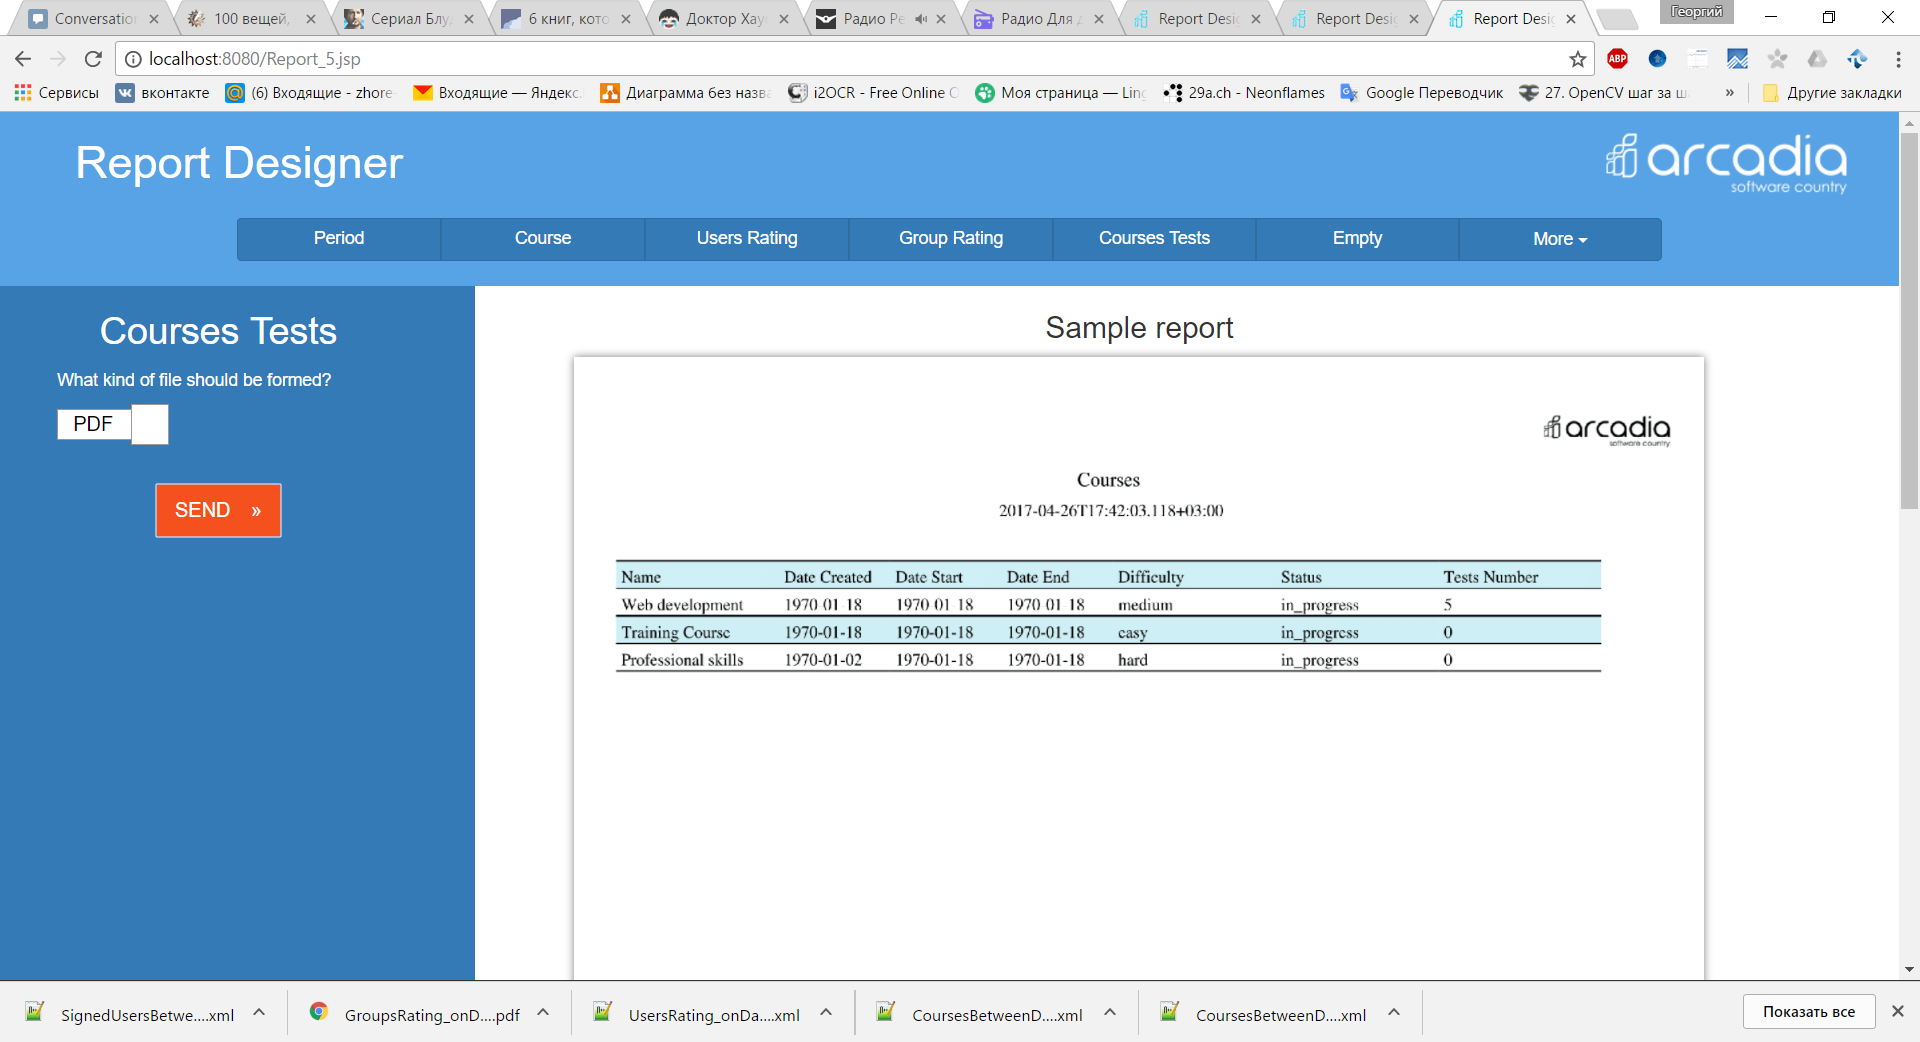 Conversation
100 вещей,
Сериал Блу
6 книг, кото
Доктор Хау
Радио Ре
Радио Для д
Report Desi
Report Desi
Report Desi
Георгий
localhost:8080/Report_5.jsp
ABP
Сервисы
вконтакте
(6) Входящие - zhore
Входящие — Яндекс.
Диаграмма без назва
i2OCR - Free Online O
Моя страница — Ling
29a.ch - Neonflames
Google Переводчик
27. OpenCV шаг за ш
»
Другие закладки
Report Designer
arcadia
software country
Period
Course
Users Rating
Group Rating
Courses Tests
Empty
More
Courses Tests
What kind of file should be formed?
PDF
SEND »
Sample report
arcadia
software country
Courses
2017-04-26T17:42:03.118+03:00
Name Date Created Date Start Date End Difficulty Status Tests Number
Web development 1970-01-18 1970-01-18 1970-01-18 medium in_progress 5
Training Course 1970-01-18 1970-01-18 1970-01-18 easy in_progress 0
Professional skills 1970-01-02 1970-01-18 1970-01-18 hard in_progress 0
SignedUsersBetwe....xml
GroupsRating_onD....pdf
UsersRating_onDa....xml
CoursesBetweenD....xml
CoursesBetweenD....xml
Показать все